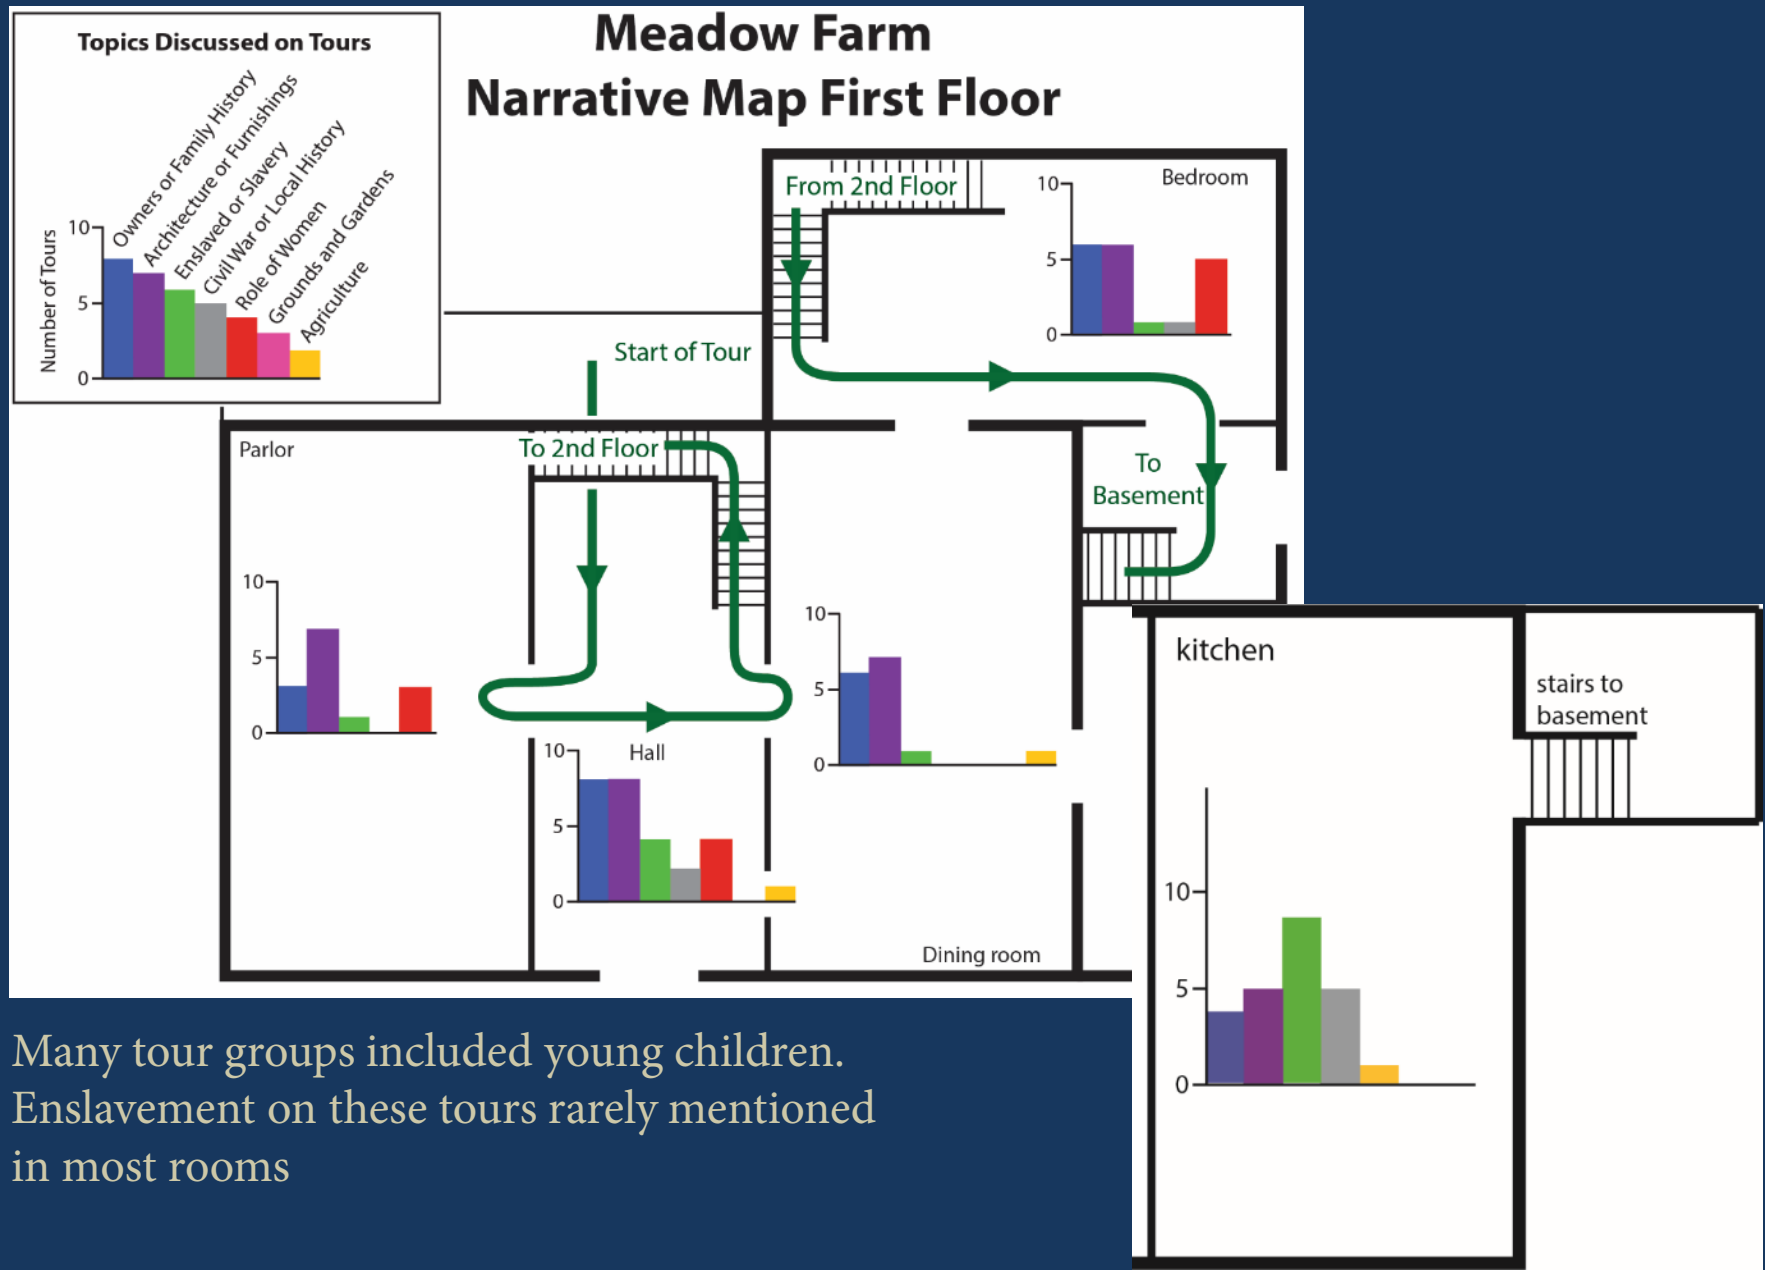 Meadow Farm
Narrative Map First Floor
Topics Discussed on Tours
Owners or Family History
Architecture or Furnishings
Enslaved or Slavery
Civil War or Local History
Role of Women
Grounds and Gardens
Agriculture
Number of Tours
10
5
0
From 2nd Floor
Bedroom
10
5
0
Start of Tour
To 2nd Floor
Parlor
To
Basement
10
5
0
10
5
0
Hall
10
5
0
Dining room
kitchen
stairs to
basement
10
5
0
Many tour groups included young children.
Enslavement on these tours rarely mentioned
in most rooms